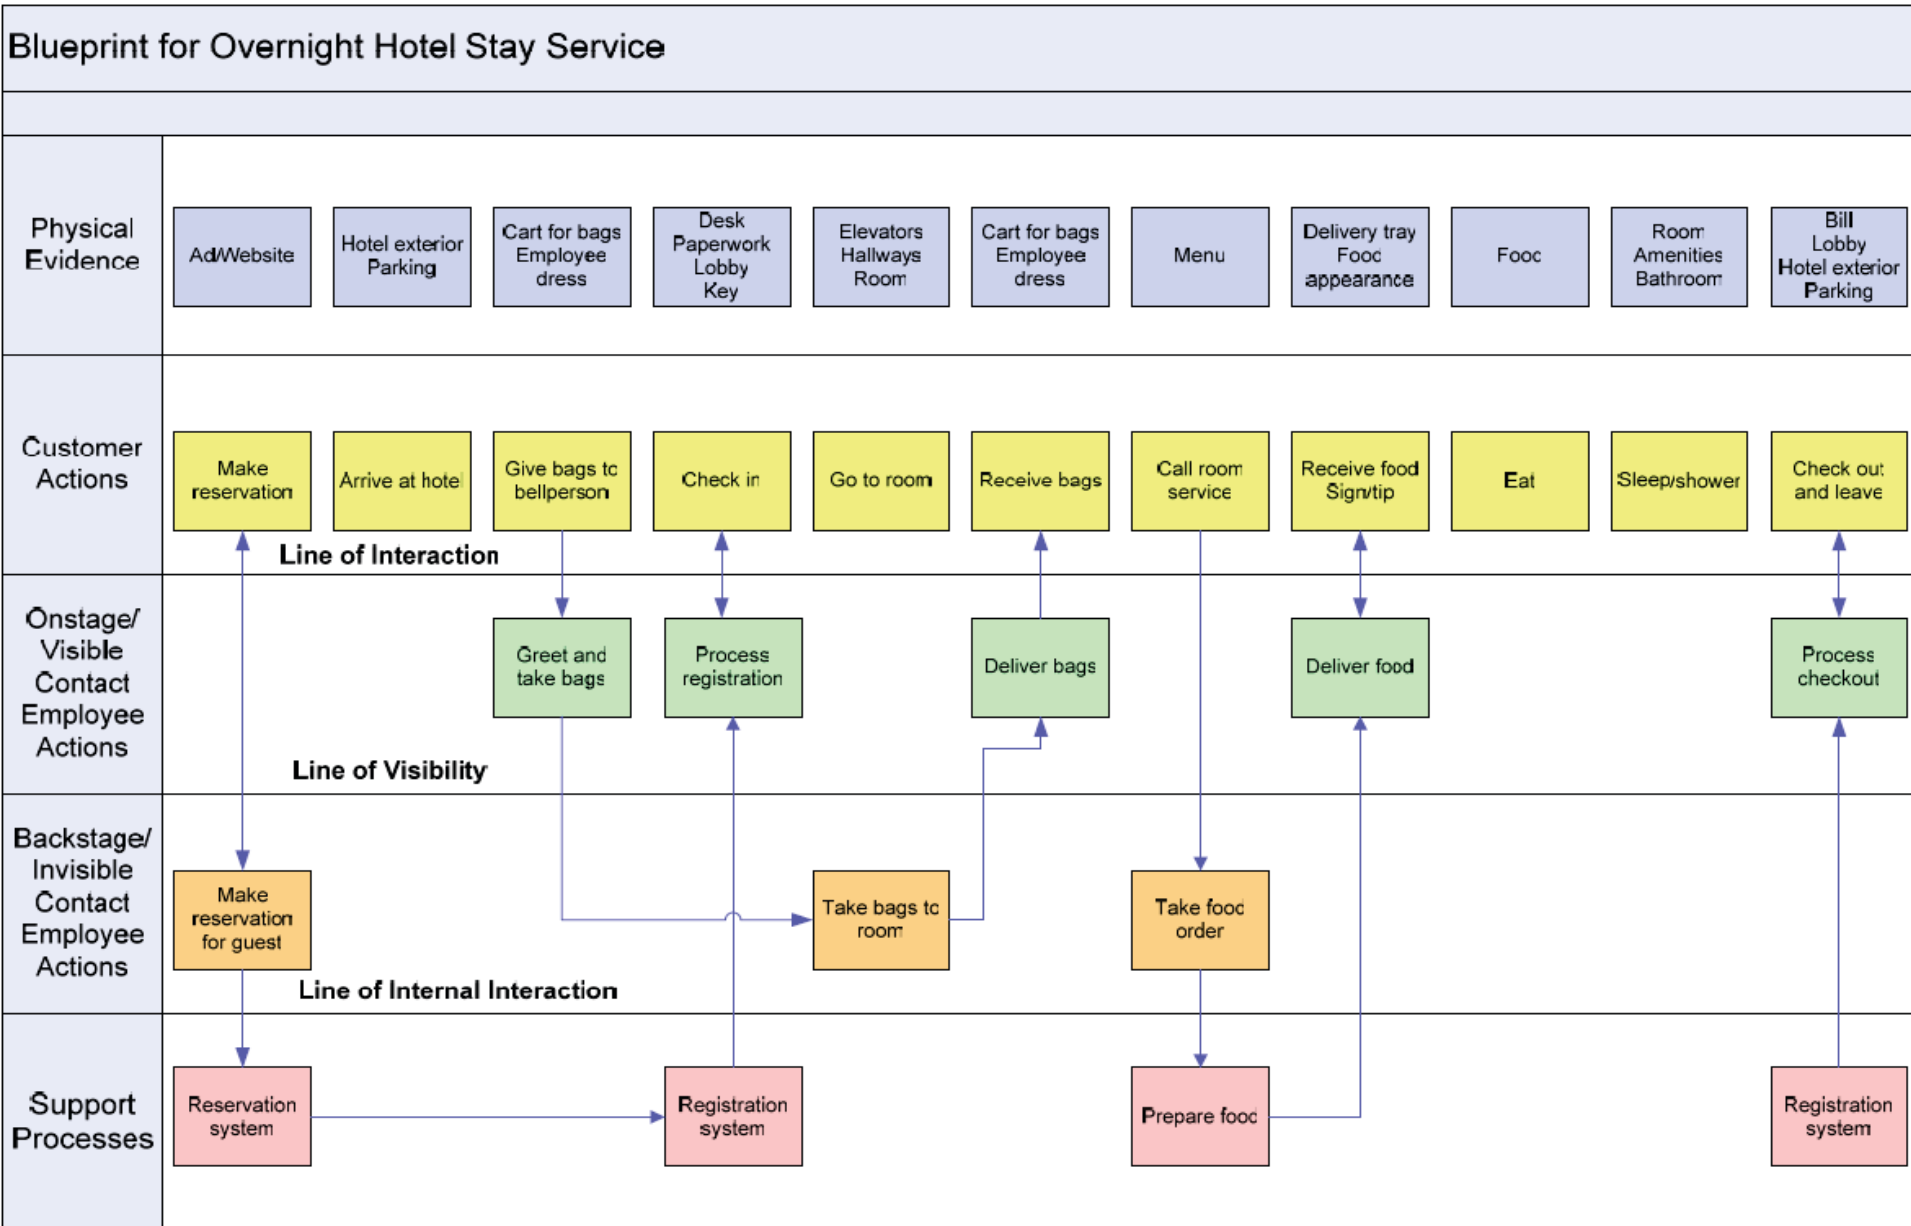 Blueprint for Overnight Hotel Stay Service
Physical
Evidence
Ad/Website
Hotel exterior
Parking
Cart for bags
Employee
dress
Desk
Paperwork
Lobby
Key
Elevators
Hallways
Room
Cart for bags
Employee
dress
Menu
Delivery tray
Food
appearance
Food
Room
Amenities
Bathroom
Bill
Lobby
Hotel exterior
Parking
Customer
Actions
Make
reservation
Arrive at hotel
Give bags to
bellperson
Check in
Go to room
Receive bags
Call room
service
Receive food
Sign/tip
Eat
Sleep/shower
Check out
and leave
Line of Interaction
Onstage/
Visible
Contact
Employee
Actions
Greet and
take bags
Process
registration
Deliver bags
Deliver food
Process
checkout
Line of Visibility
Backstage/
Invisible
Contact
Employee
Actions
Make
reservation
for guest
Take bags to
room
Take food
order
Line of Internal Interaction
Support
Processes
Reservation
system
Registration
system
Prepare food
Registration
system